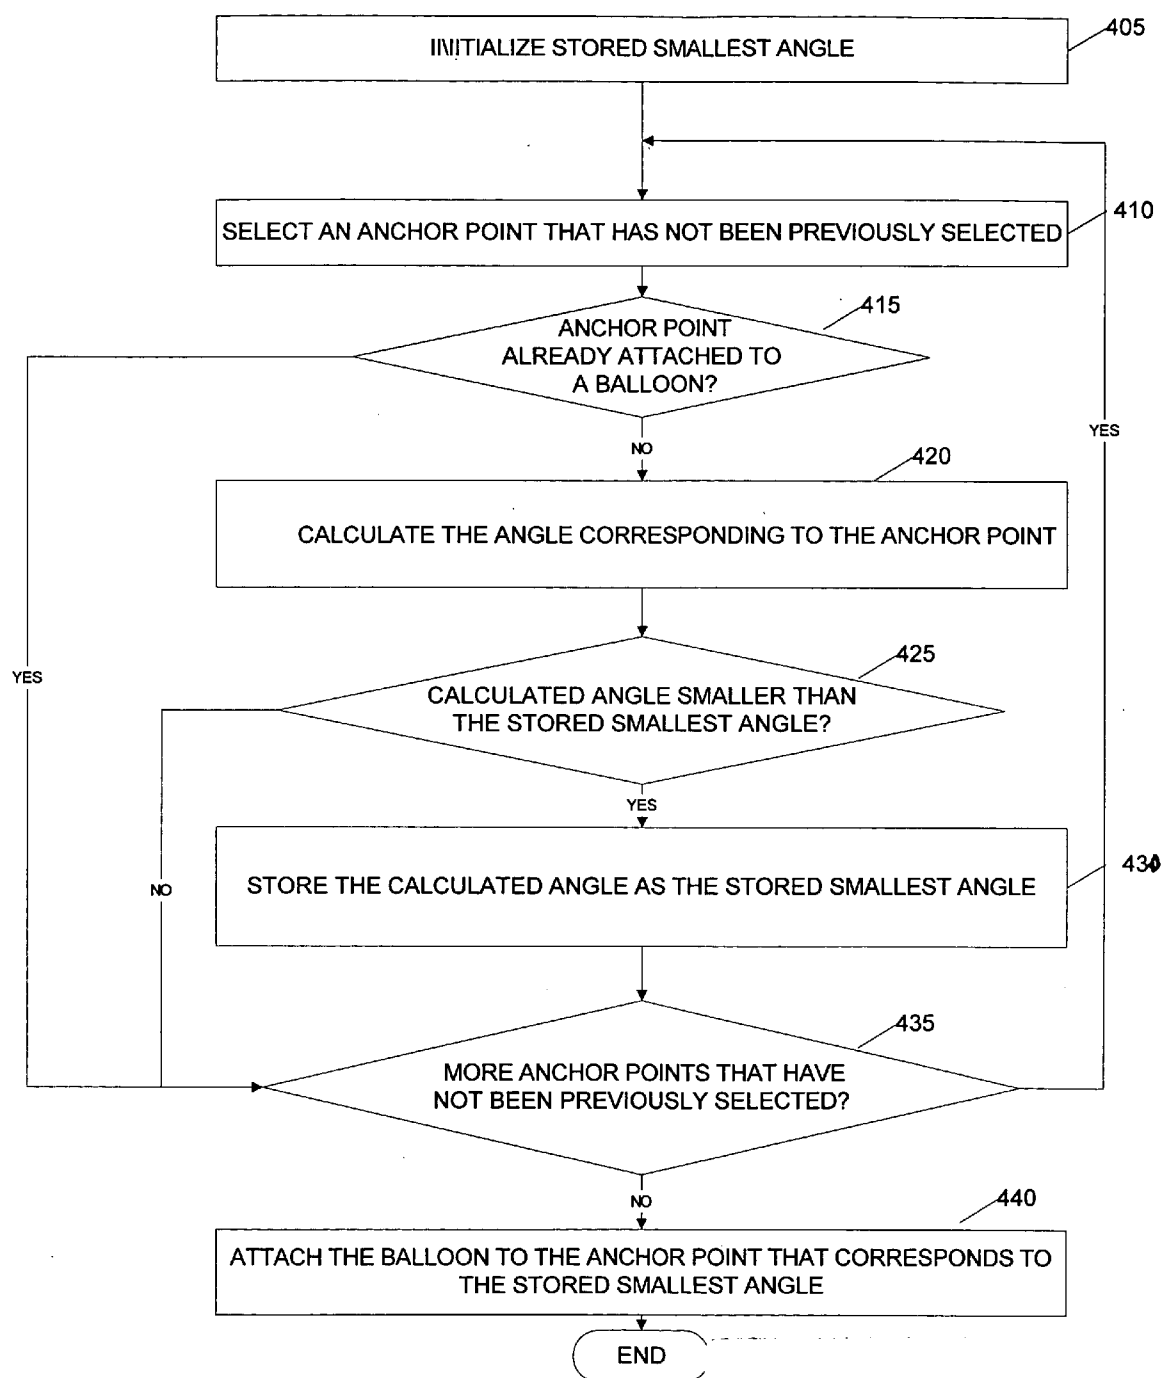 INITIALIZE STORED SMALLEST ANGLE
405
SELECT AN ANCHOR POINT THAT HAS NOT BEEN PREVIOUSLY SELECTED
410
ANCHOR POINT
ALREADY ATTACHED TO
A BALLOON?
415
YES
NO
YES
CALCULATE THE ANGLE CORRESPONDING TO THE ANCHOR POINT
420
CALCULATED ANGLE SMALLER THAN
THE STORED SMALLEST ANGLE?
425
YES
NO
STORE THE CALCULATED ANGLE AS THE STORED SMALLEST ANGLE
MORE ANCHOR POINTS THAT HAVE
NOT BEEN PREVIOUSLY SELECTED?
435
NO
ATTACH THE BALLOON TO THE ANCHOR POINT THAT CORRESPONDS TO
THE STORED SMALLEST ANGLE
440
END